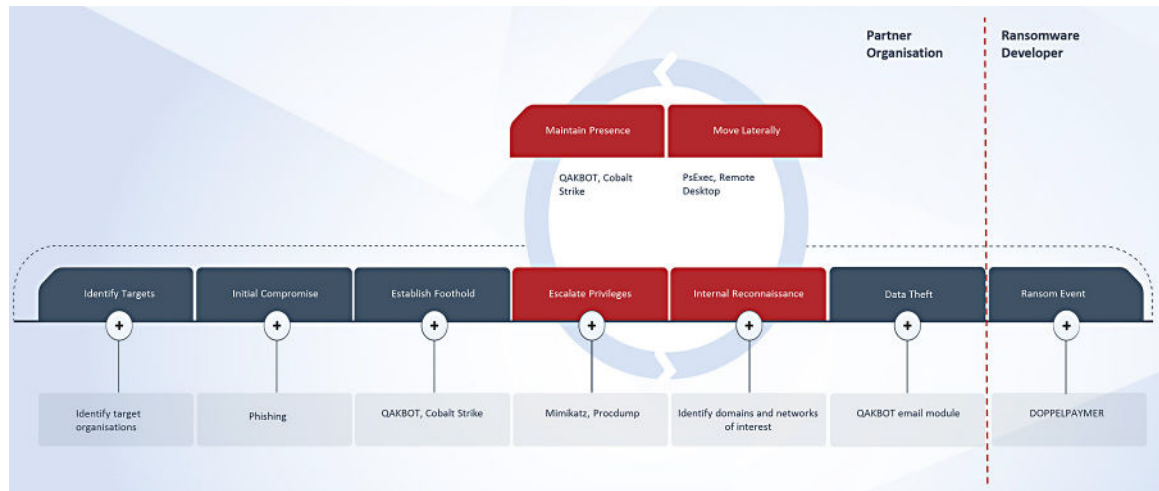 Partner
Organisation
Ransomware
Developer
Maintain Presence
Move Laterally
QAKBOT, Cobalt
Strike
PsExec, Remote
Desktop
Identify Targets
Initial Compromise
Establish Foothold
Escalate Privileges
Internal Reconnaissance
Data Theft
Ransom Event
Identify target
organisations
Phishing
QAKBOT, Cobalt Strike
Mimikatz, Procdump
Identify domains and networks
of interest
QAKBOT email module
DOPPELPAYMER